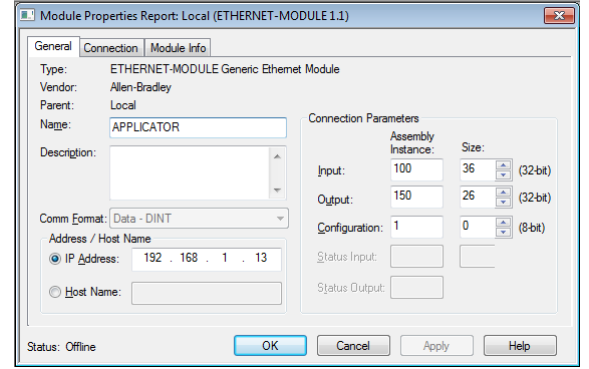 Module Properties Report: Local (ETHERNET-MODULE 1.1)
General Connection Module Info
Type: ETHERNET-MODULE Generic Ethernet Module
Vendor: Allen-Bradley
Parent: Local
Name: APPLICATOR
Description:
Comm Format: Data - DINT
Address / Host Name
IP Address: 192 . 168 . 1 . 13
Host Name:
Connection Parameters
Assembly
Instance: Size:
Input: 100 36 (32-bit)
Output: 150 26 (32-bit)
Configuration: 1 0 (8-bit)
Status Input:
Status Output:
Status: Offline OK Cancel Apply Help